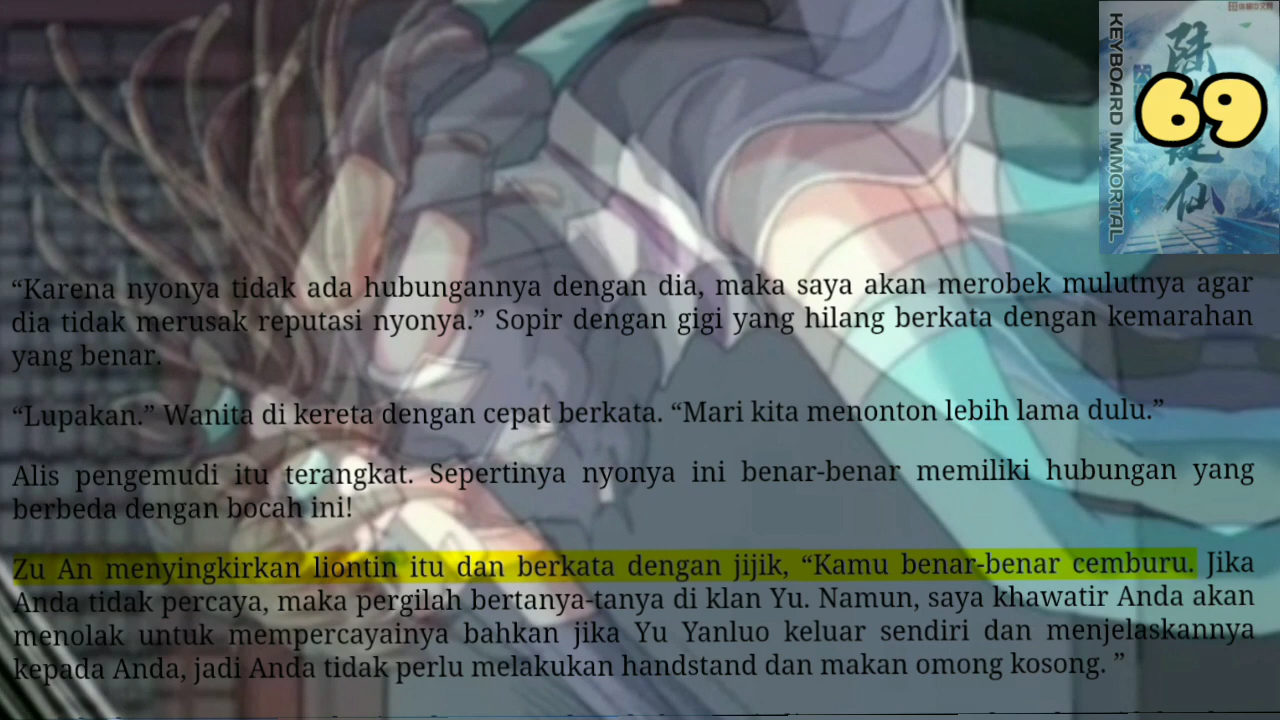 KEYBOARD IMMORTAL
69
“Karena nyonya tidak ada hubungannya dengan dia, maka saya akan merobek mulutnya agar
dia tidak merusak reputasi nyonya.” Sopir dengan gigi yang hilang berkata dengan kemarahan
yang benar.
“Lupakan.” Wanita di kereta dengan cepat berkata. “Mari kita menonton lebih lama dulu.”
Alis pengemudi itu terangkat. Sepertinya nyonya ini benar-benar memiliki hubungan yang
berbeda dengan bocah ini!
Zu An menyingkirkan liontin itu dan berkata dengan jijik, “Kamu benar-benar cemburu. Jika
Anda tidak percaya, maka pergilah bertanya-tanya di klan Yu. Namun, saya khawatir Anda akan
menolak untuk mempercayainya bahkan jika Yu Yanluo keluar sendiri dan menjelaskannya
kepada Anda, jadi Anda tidak perlu melakukan handstand dan makan omong kosong. ”